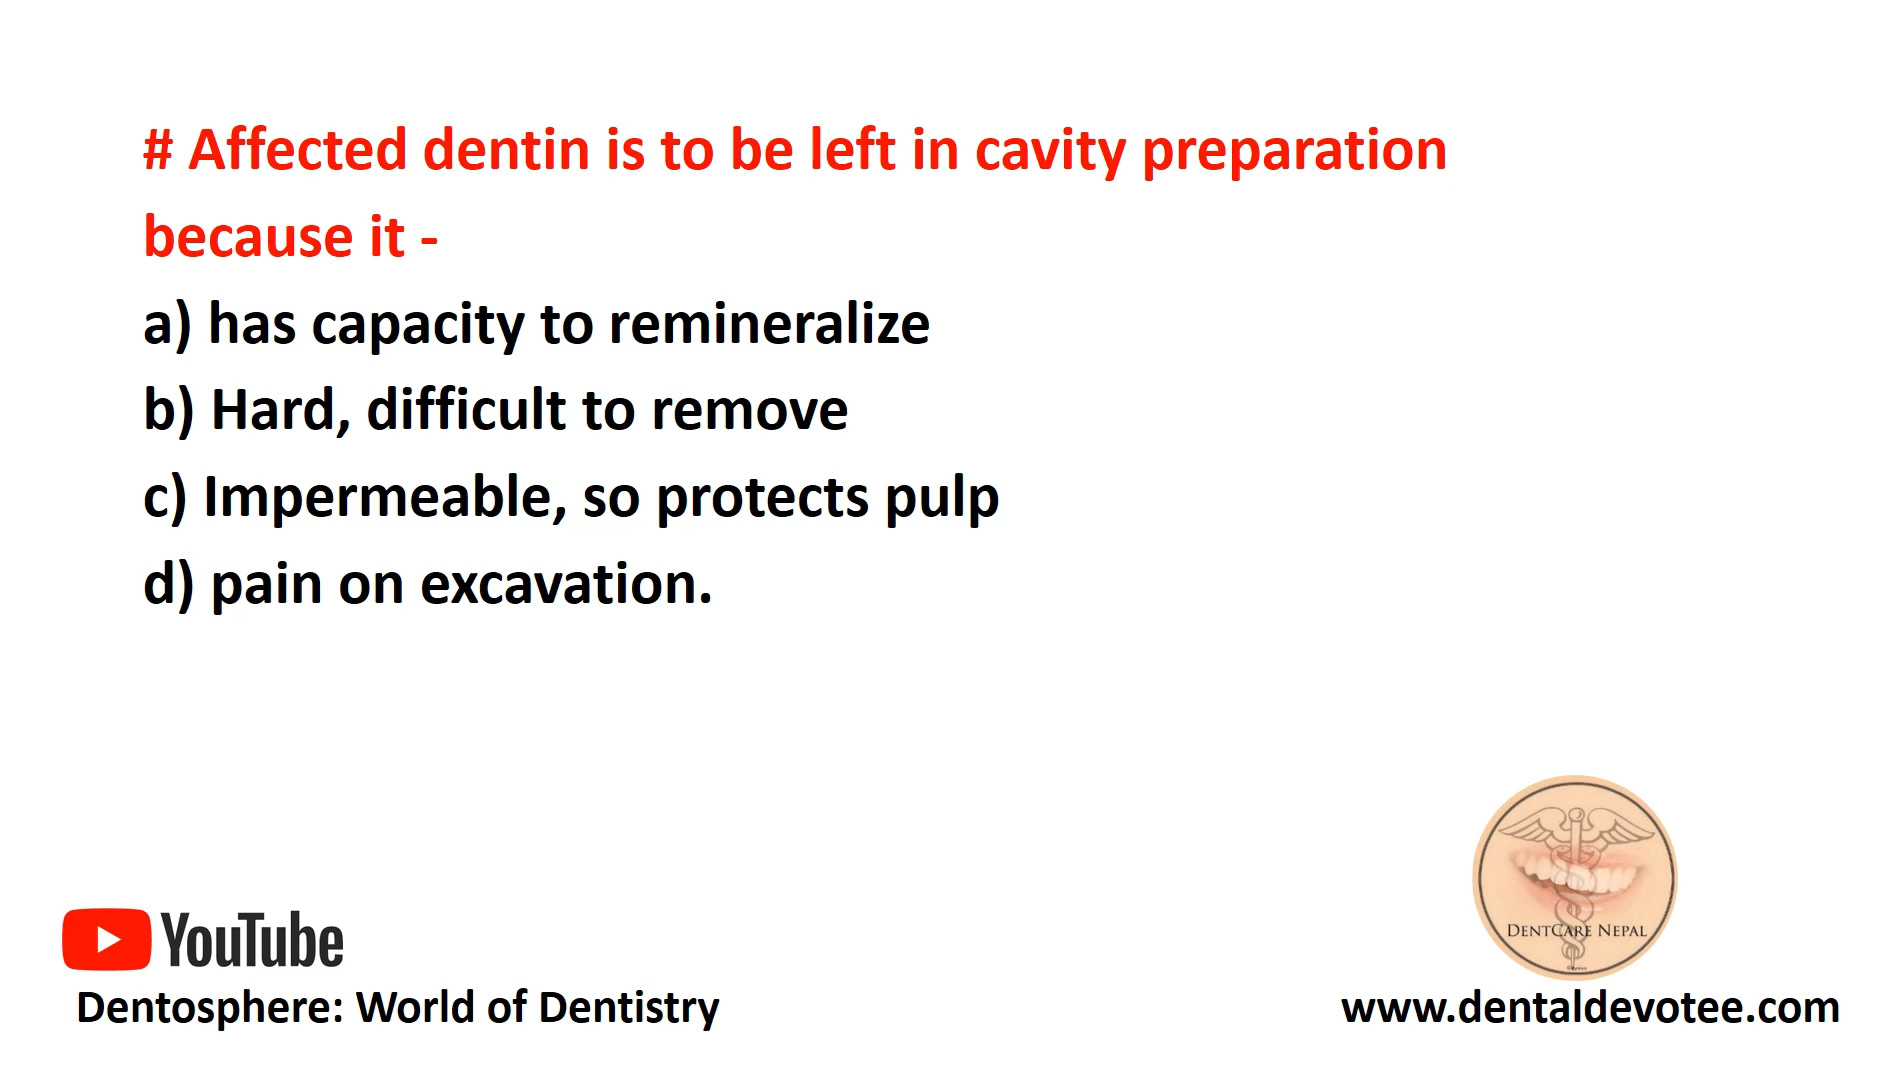 # Affected dentin is to be left in cavity preparation
because it -
a) has capacity to remineralize
b) Hard, difficult to remove
c) Impermeable, so protects pulp
d) pain on excavation.
DENTCARE NEPAL
YouTube
Dentosphere: World of Dentistry
www.dentaldevotee.com